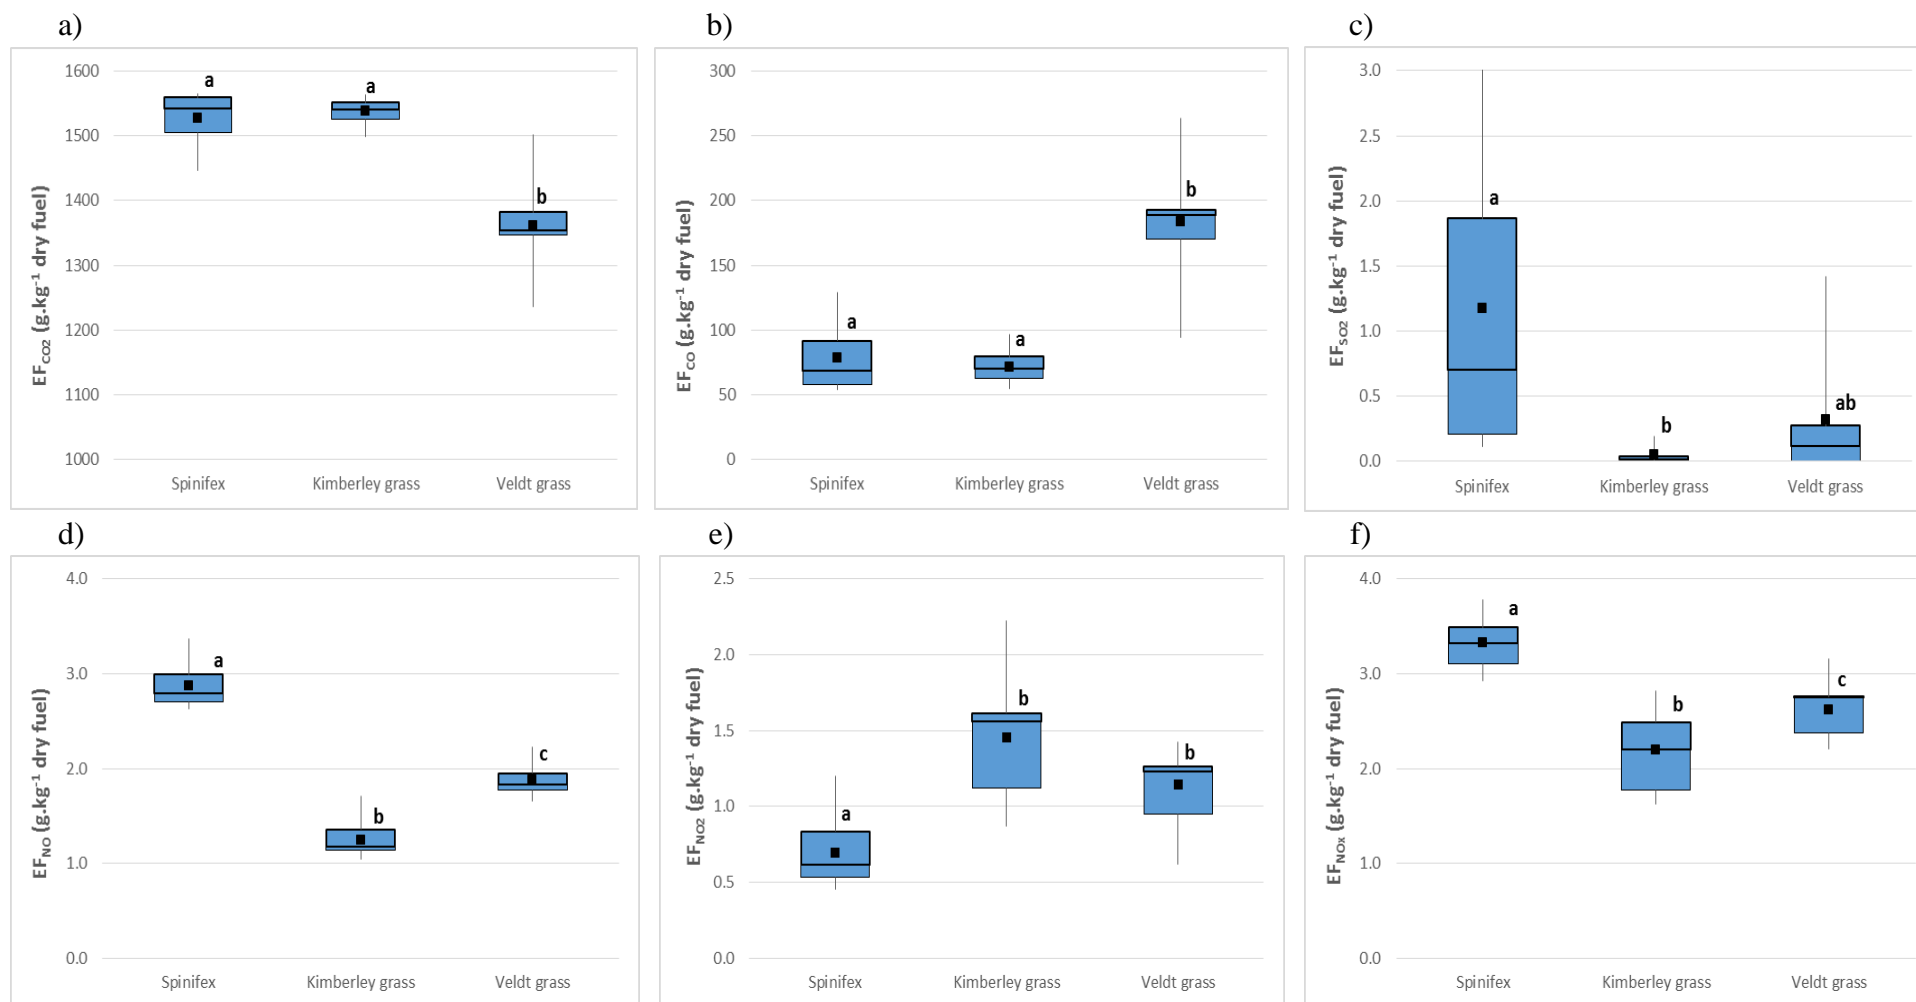 a)
1600
1500
1400
1300
1200
1100
1000
EF_CO2 (g.kg⁻¹ dry fuel)
a
a
b
Spinifex
Kimberley grass
Veldt grass
b)
300
250
200
150
100
50
0
EF_CO (g.kg⁻¹ dry fuel)
a
a
b
Spinifex
Kimberley grass
Veldt grass
c)
3.0
2.5
2.0
1.5
1.0
0.5
0.0
EF_SO2 (g.kg⁻¹ dry fuel)
a
b
ab
Spinifex
Kimberley grass
Veldt grass
d)
4.0
3.0
2.0
1.0
0.0
EF_NO (g.kg⁻¹ dry fuel)
a
b
c
Spinifex
Kimberley grass
Veldt grass
e)
2.5
2.0
1.5
1.0
0.5
0.0
EF_NO2 (g.kg⁻¹ dry fuel)
a
b
b
Spinifex
Kimberley grass
Veldt grass
f)
4.0
3.0
2.0
1.0
0.0
EF_NOx (g.kg⁻¹ dry fuel)
a
b
c
Spinifex
Kimberley grass
Veldt grass